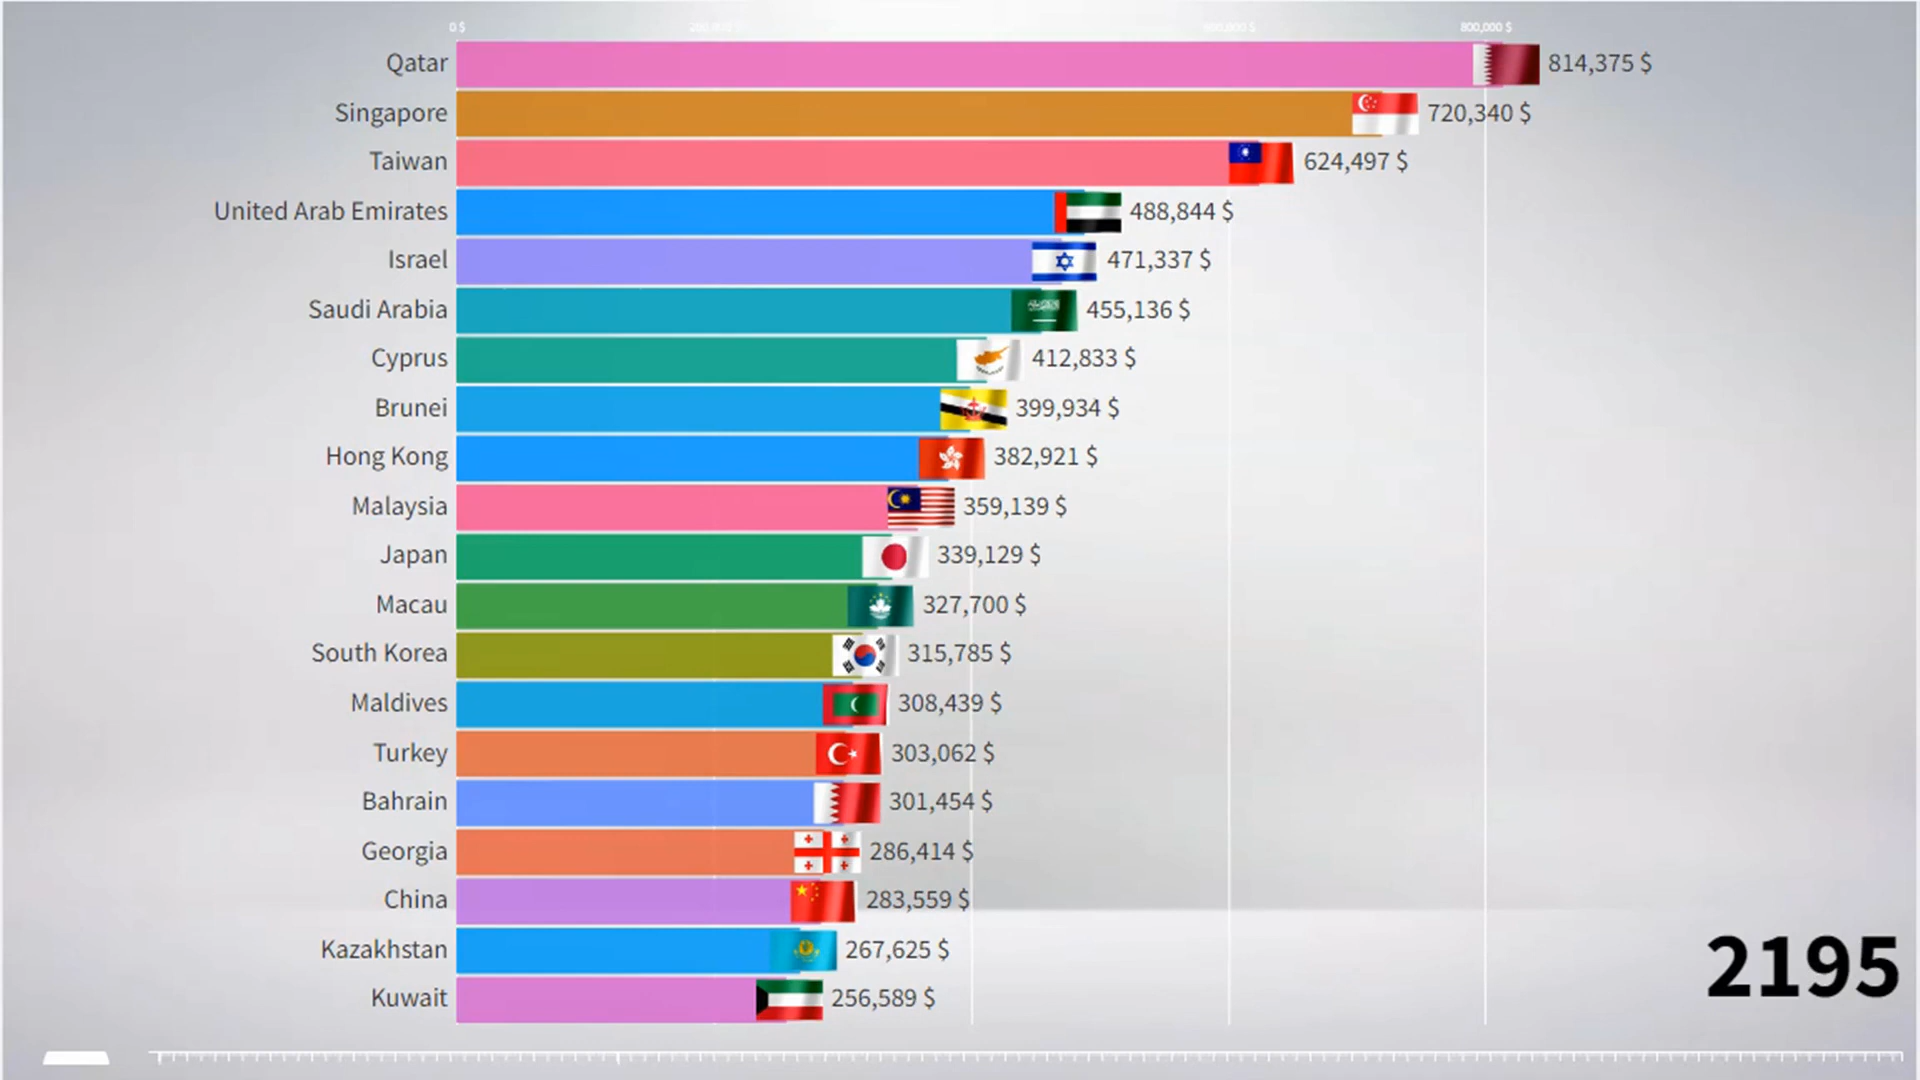 0 $ 800,000 $
Qatar 814,375 $
Singapore 720,340 $
Taiwan 624,497 $
United Arab Emirates 488,844 $
Israel 471,337 $
Saudi Arabia 455,136 $
Cyprus 412,833 $
Brunei 399,934 $
Hong Kong 382,921 $
Malaysia 359,139 $
Japan 339,129 $
Macau 327,700 $
South Korea 315,785 $
Maldives 308,439 $
Turkey 303,062 $
Bahrain 301,454 $
Georgia 286,414 $
China 283,559 $
Kazakhstan 267,625 $
Kuwait 256,589 $
2195